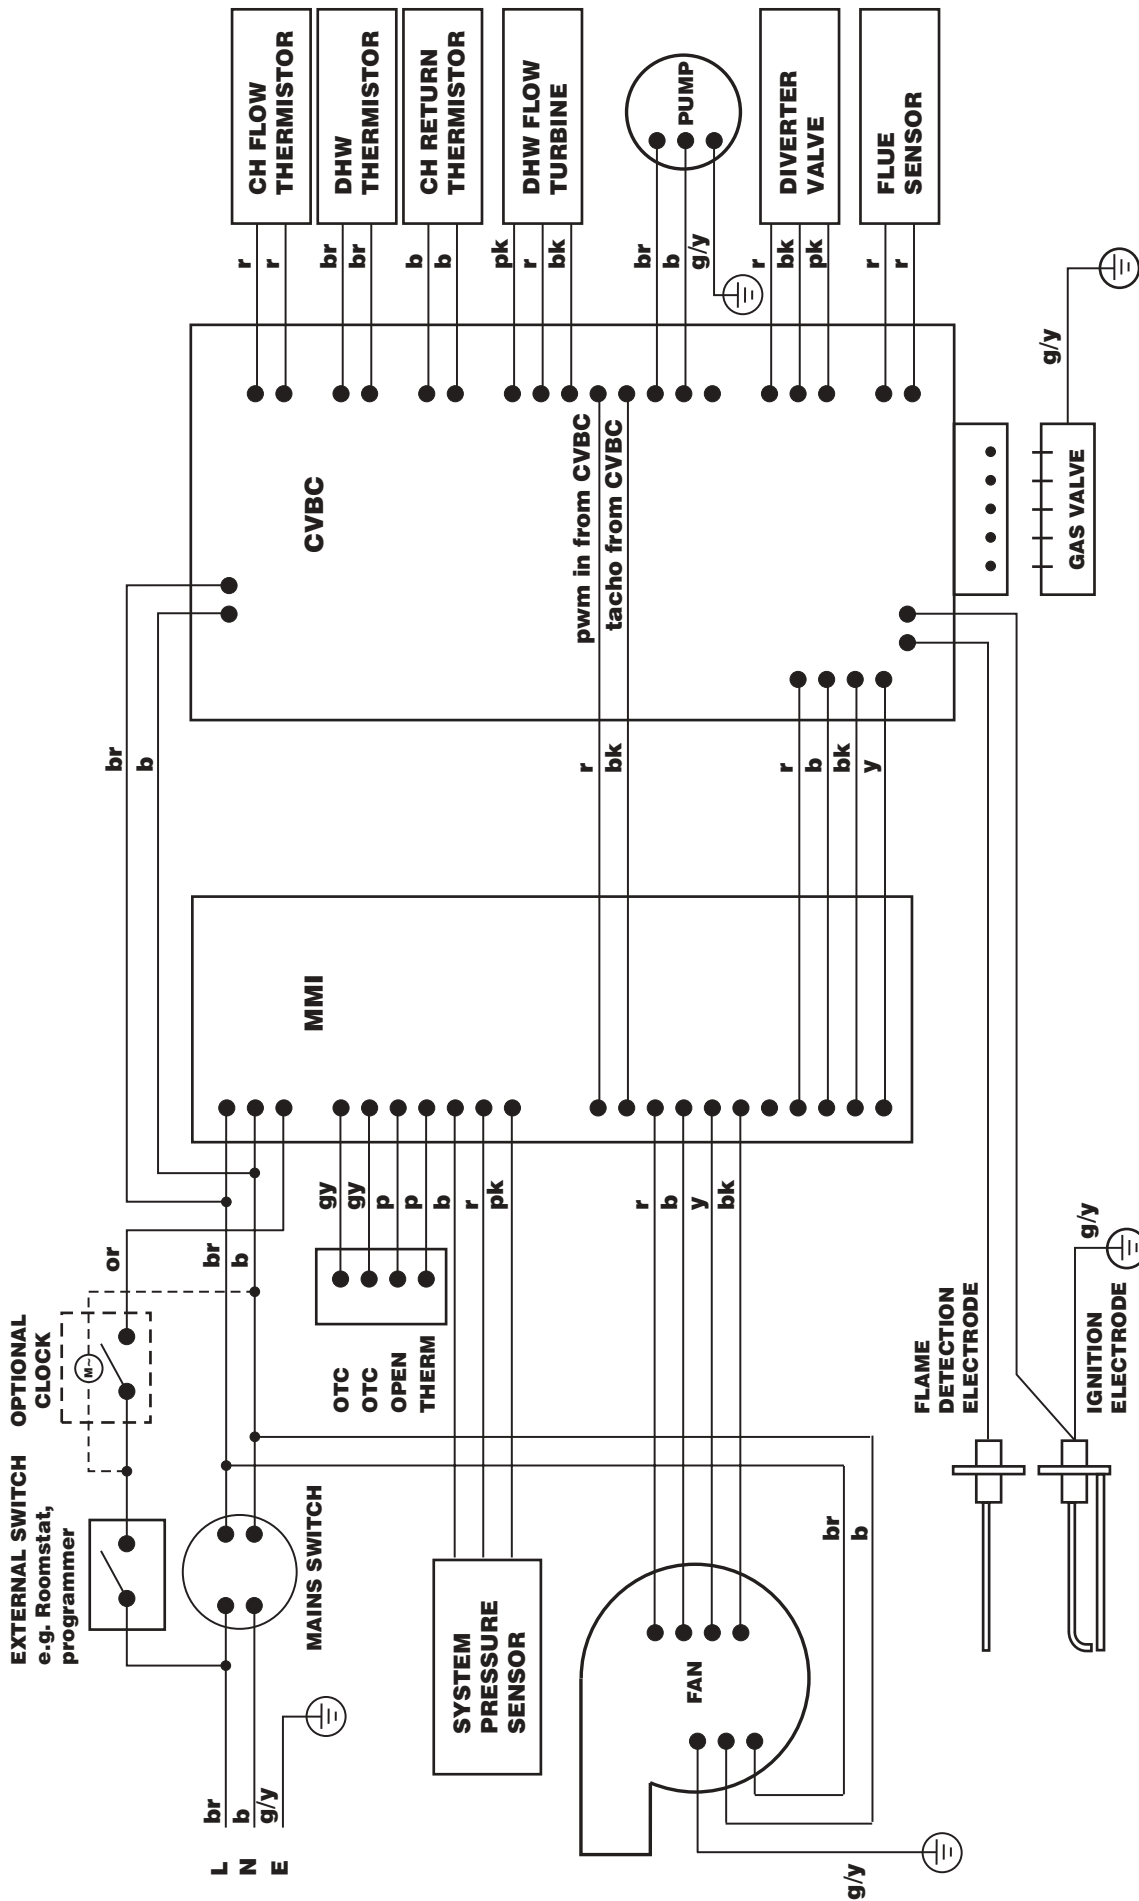 EXTERNAL SWITCH
e.g. Roomstat,
programmer
OPTIONAL
CLOCK
M~
or
br
b
L
br
N
b
E
g/y
MAINS SWITCH
br
b
MMI
CVBC
CH FLOW
THERMISTOR
r
r
DHW
THERMISTOR
br
br
CH RETURN
THERMISTOR
b
b
DHW FLOW
TURBINE
pk
r
bk
PUMP
br
b
g/y
DIVERTER
VALVE
r
bk
pk
FLUE
SENSOR
r
r
OTC
OTC
OPEN
THERM
gy
gy
p
p
b
r
pk
SYSTEM
PRESSURE
SENSOR
pwm in from CVBC
tacho from CVBC
r
bk
r
b
bk
y
r
b
y
bk
FAN
br
b
g/y
FLAME
DETECTION
ELECTRODE
IGNITION
ELECTRODE
g/y
GAS VALVE
g/y